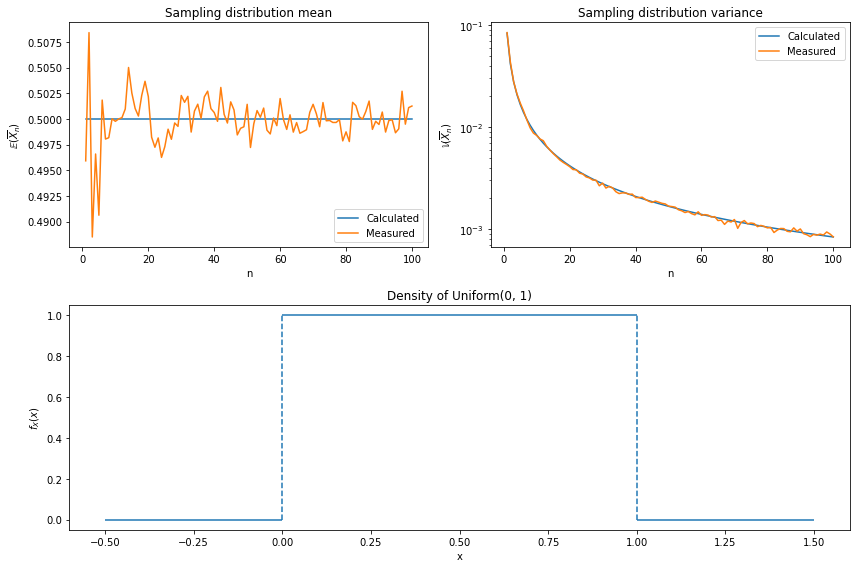 Sampling distribution mean
0.5075
0.5050
0.5025
0.5000
0.4975
0.4950
0.4925
0.4900
𝔼(X̅ₙ)
Calculated
Measured
0 20 40 60 80 100
n
Sampling distribution variance
10⁻¹
10⁻²
10⁻³
𝕍(X̅ₙ)
Calculated
Measured
0 20 40 60 80 100
n
Density of Uniform(0, 1)
1.0
0.8
0.6
0.4
0.2
0.0
fₓ(x)
−0.50 −0.25 0.00 0.25 0.50 0.75 1.00 1.25 1.50
x